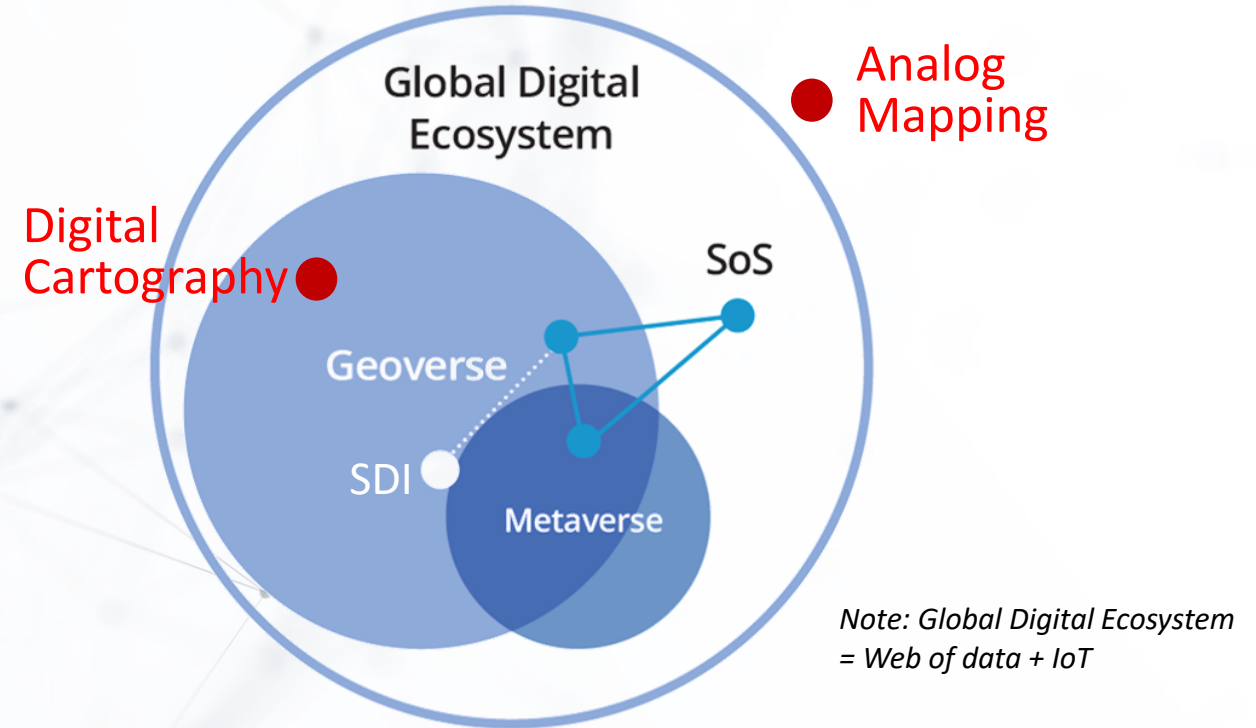 Global Digital
Ecosystem
Analog
Mapping
Digital
Cartography
SoS
Geoverse
SDI
Metaverse
Note: Global Digital Ecosystem
= Web of data + IoT